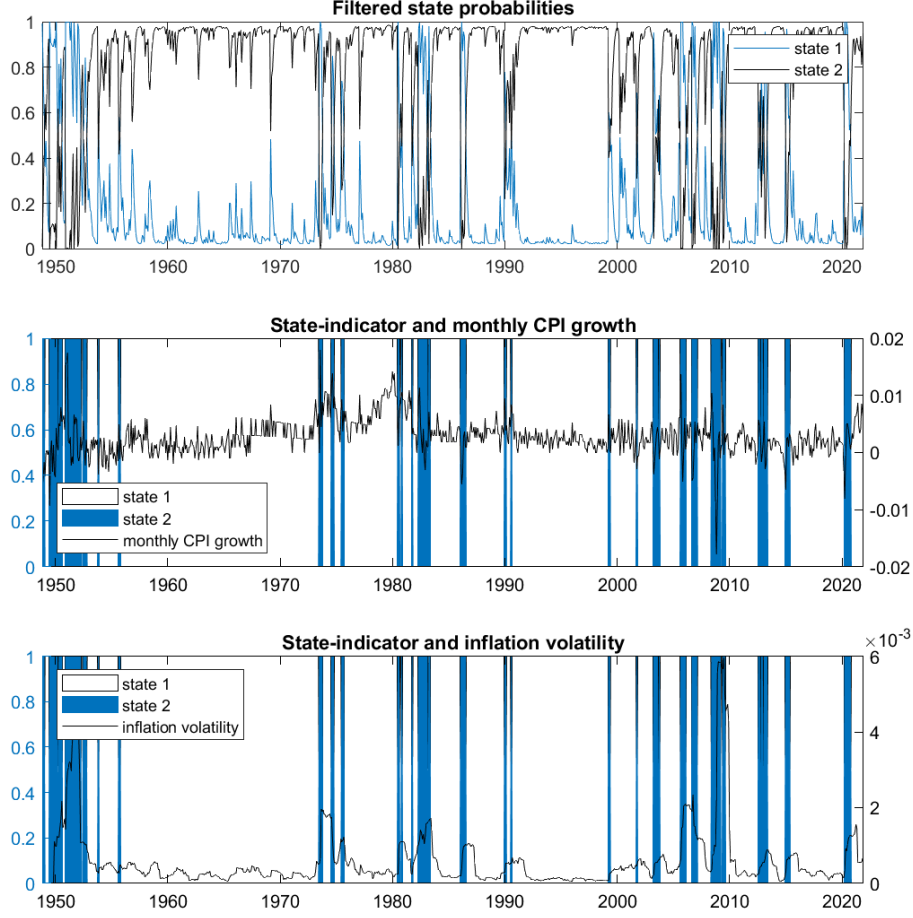 Filtered state probabilities
1
0.8
0.6
0.4
0.2
0
state 1
state 2
1950 1960 1970 1980 1990 2000 2010 2020
State-indicator and monthly CPI growth
1
0.8
0.6
0.4
0.2
0
0.02
0.01
0
-0.01
-0.02
state 1
state 2
monthly CPI growth
1950 1960 1970 1980 1990 2000 2010 2020
State-indicator and inflation volatility
×10-3
1
0.8
0.6
0.4
0.2
0
6
4
2
0
state 1
state 2
inflation volatility
1950 1960 1970 1980 1990 2000 2010 2020